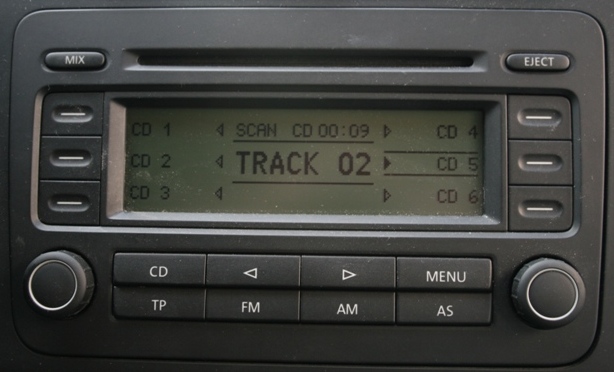 MIX EJECT
CD 1 SCAN CD 00:09 CD 4
CD 2 TRACK 02 CD 5
CD 3 CD 6
CD MENU
TP FM AM AS